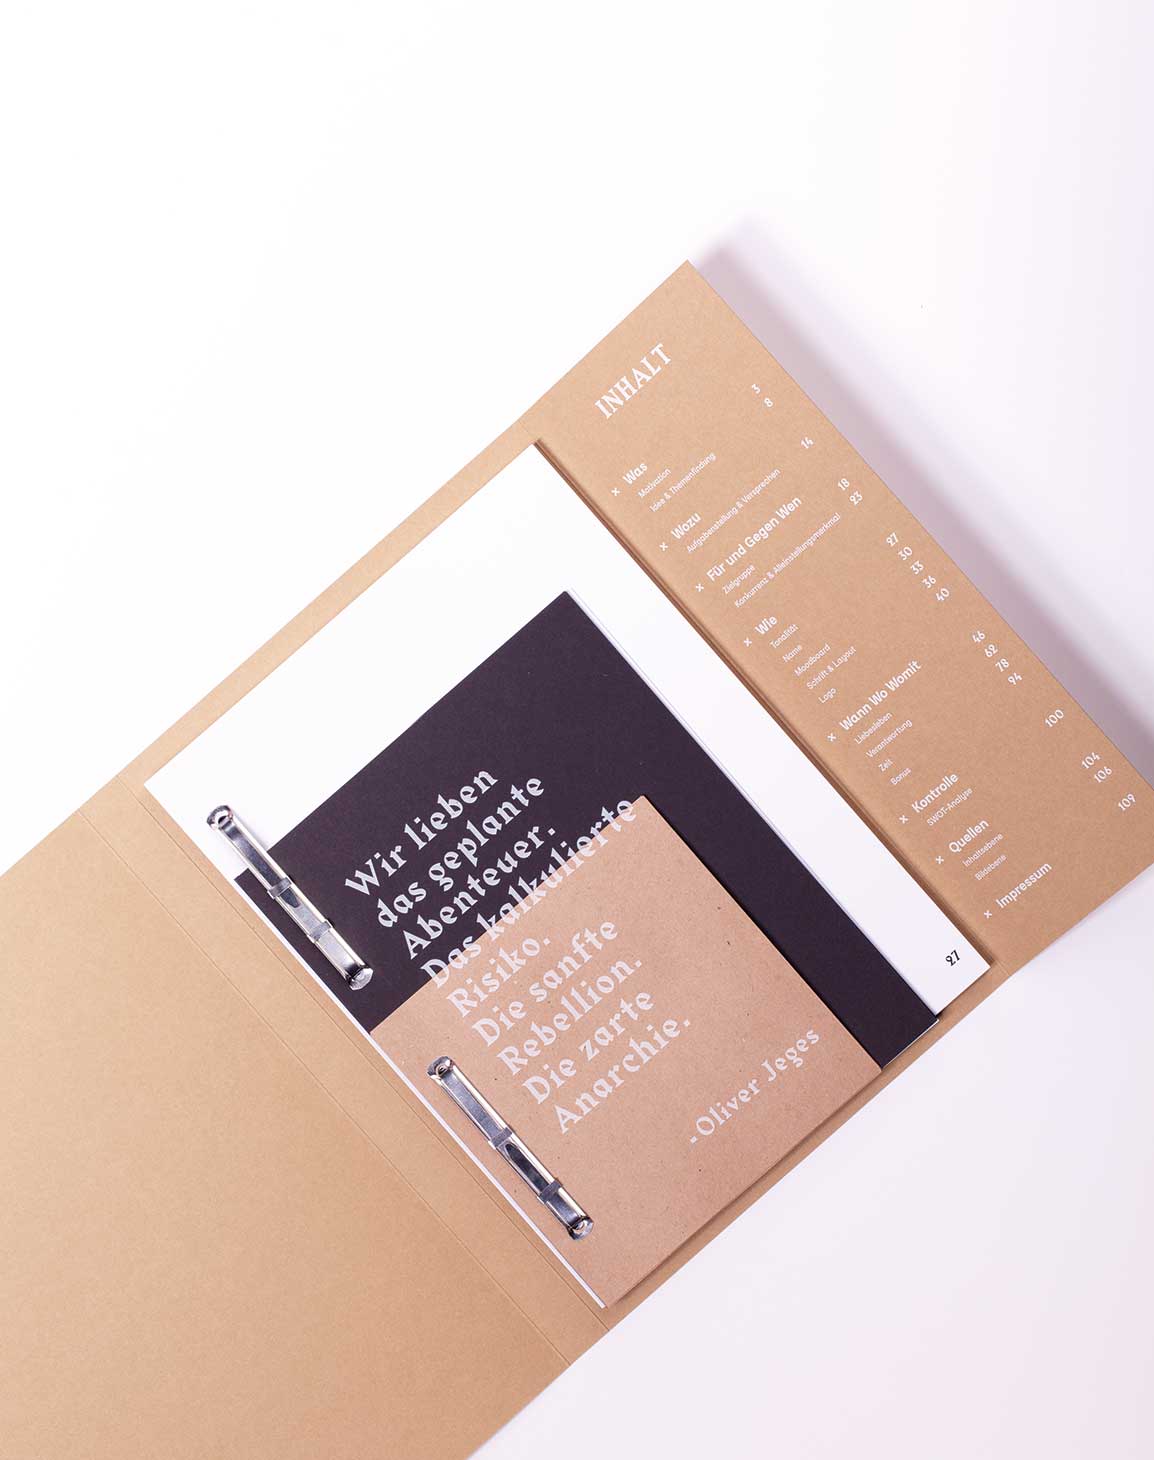 Wir lieben
das geplante
Abenteuer.
Das kalkulierte
Risiko.
Die sanfte
Rebellion.
Die zarte
Anarchie.
-Oliver Jeges
27
INHALT
× Was
Motivation 3
Idee & Themenfindung 8
× Wozu
Aufgabenstellung & Versprechen 14
× Für und Gegen Wen
Zielgruppe 18
Konkurrenz & Alleinstellungsmerkmal 23
× Wie
Tonalität 27
Name 30
Moodboard 33
Schrift & Layout 36
Logo 40
× Wann Wo Womit
Liebesleben 46
Verantwortung 62
Zeit 78
Bonus 94
× Kontrolle
SWOT-Analyse 100
× Quellen
Inhaltsebene 104
Bildebene 106
× Impressum 109